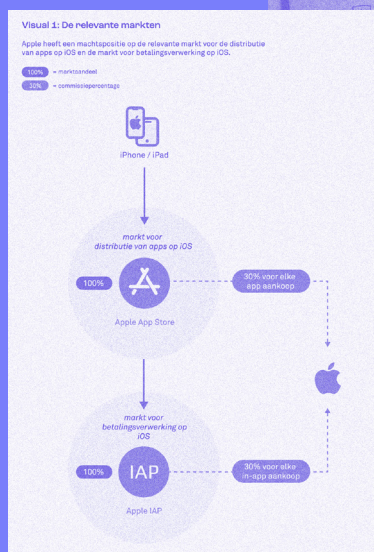 Visual 1: De relevante markten
Apple heeft een machtspositie op de relevante markt voor de distributie
van apps op iOS en de markt voor betalingsverwerking op iOS.
100% = marktaandeel
30% = commissiepercentage
iPhone / iPad
markt voor
distributie van apps op iOS
100%
30% voor elke
app aankoop
Apple App Store
markt voor
betalingsverwerking op
iOS
100%
IAP
30% voor elke
in-app aankoop
Apple IAP